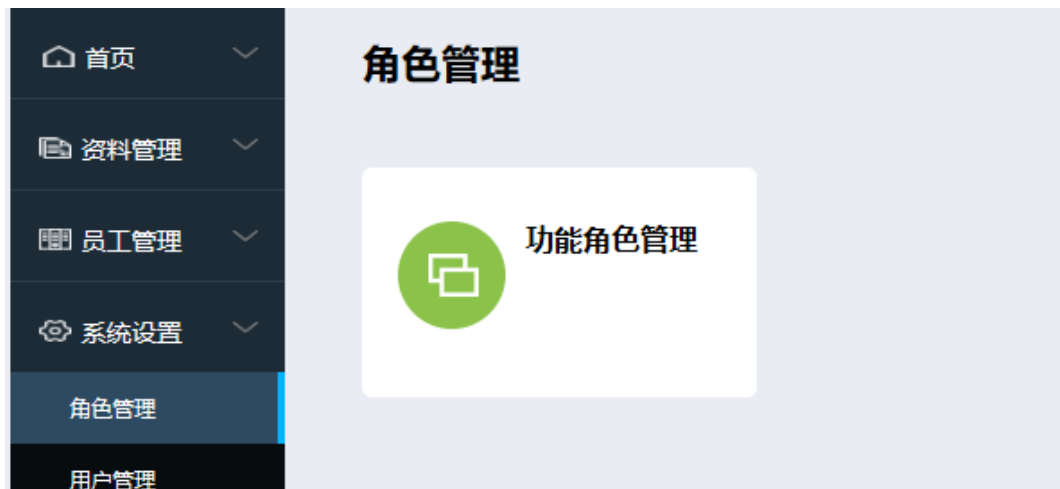 首页
资料管理
员工管理
系统设置
角色管理
用户管理
角色管理
功能角色管理